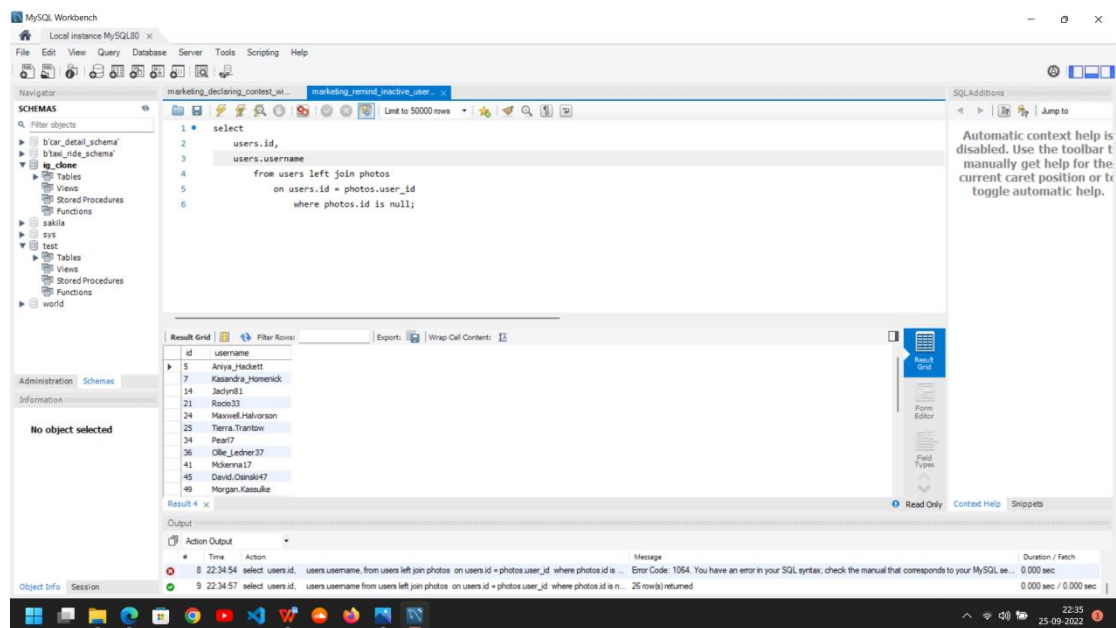 MySQL Workbench
Local instance MySQL80 ×
File Edit View Query Database Server Tools Scripting Help
Navigator
SCHEMAS
Filter objects
b'car_detail_schema'
b'taxi_ride_schema'
ig_clone
Tables
Views
Stored Procedures
Functions
sakila
sys
test
Tables
Views
Stored Procedures
Functions
world
Administration Schemas
Information
No object selected
Object Info Session
marketing_declaring_contest_wi... marketing_remind_inactive_user... ×
Limit to 50000 rows
1 select
2 users.id,
3 users.username
4 from users left join photos
5 on users.id = photos.user_id
6 where photos.id is null;
Result Grid Filter Rows: Export: Wrap Cell Content:
id username
5 Aniya_Hackett
7 Kasandra_Homenick
14 Jaclyn81
21 Rocio33
24 Maxwell.Halvorson
25 Tierra.Trantow
34 Pearl7
36 Ollie_Ledner37
41 Mckenna17
45 David.Osinski47
49 Morgan.Kassulke
Result Grid
Form Editor
Field Types
Result 4 × Read Only
SQLAdditions
Jump to
Automatic context help is
disabled. Use the toolbar t
manually get help for the
current caret position or to
toggle automatic help.
Context Help Snippets
Output
Action Output
# Time Action Message Duration / Fetch
8 22:34:54 select users.id, users.username, from users left join photos on users.id = photos.user_id where photos.id is ... Error Code: 1064. You have an error in your SQL syntax; check the manual that corresponds to your MySQL se... 0.000 sec
9 22:34:57 select users.id, users.username from users left join photos on users.id = photos.user_id where photos.id is n... 26 row(s) returned 0.000 sec / 0.000 sec
22:35
25-09-2022